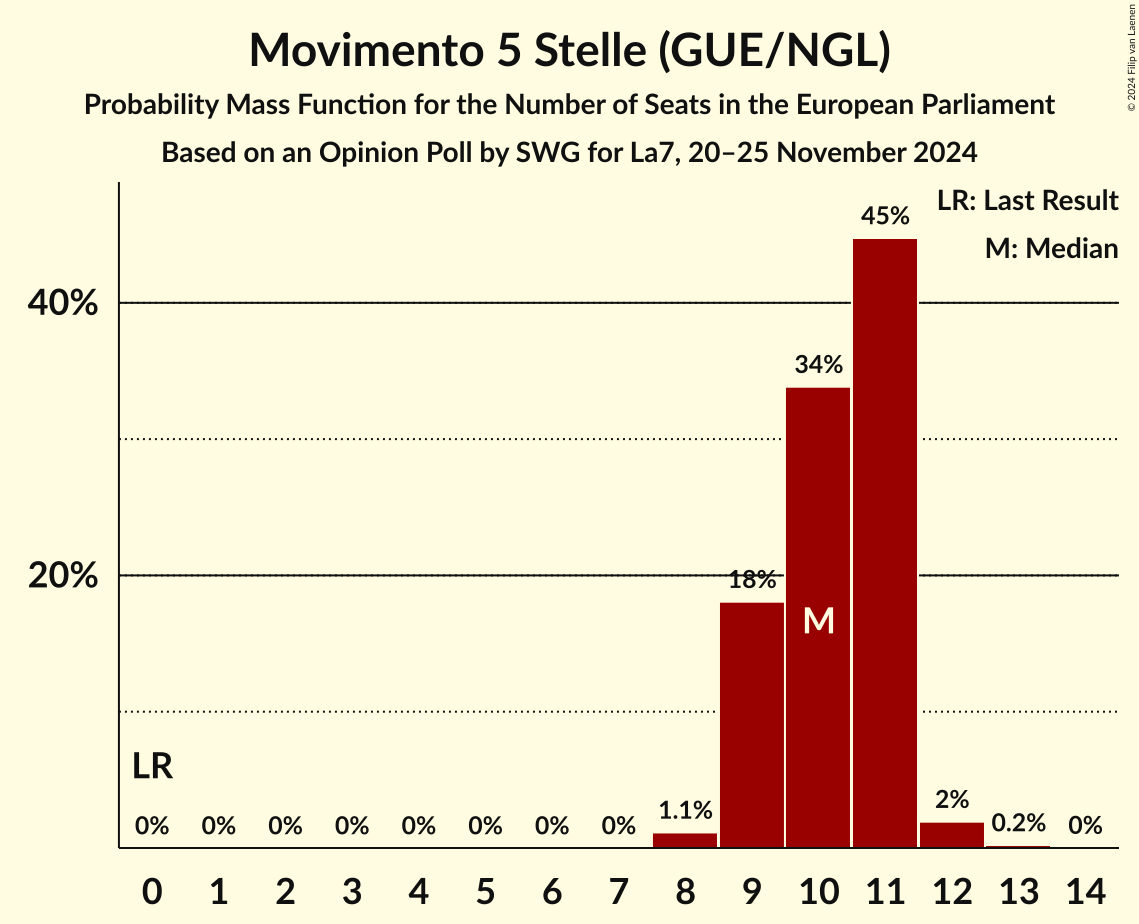 Movimento 5 Stelle (GUE/NGL)
Probability Mass Function for the Number of Seats in the European Parliament
Based on an Opinion Poll by SWG for La7, 20–25 November 2024
© 2024 Filip van Laenen
LR: Last Result
M: Median
45%
40%
34%
20%
18%
M
LR
0% 0% 0% 0% 0% 0% 0% 0% 1.1% 2% 0.2% 0%
0 1 2 3 4 5 6 7 8 9 10 11 12 13 14